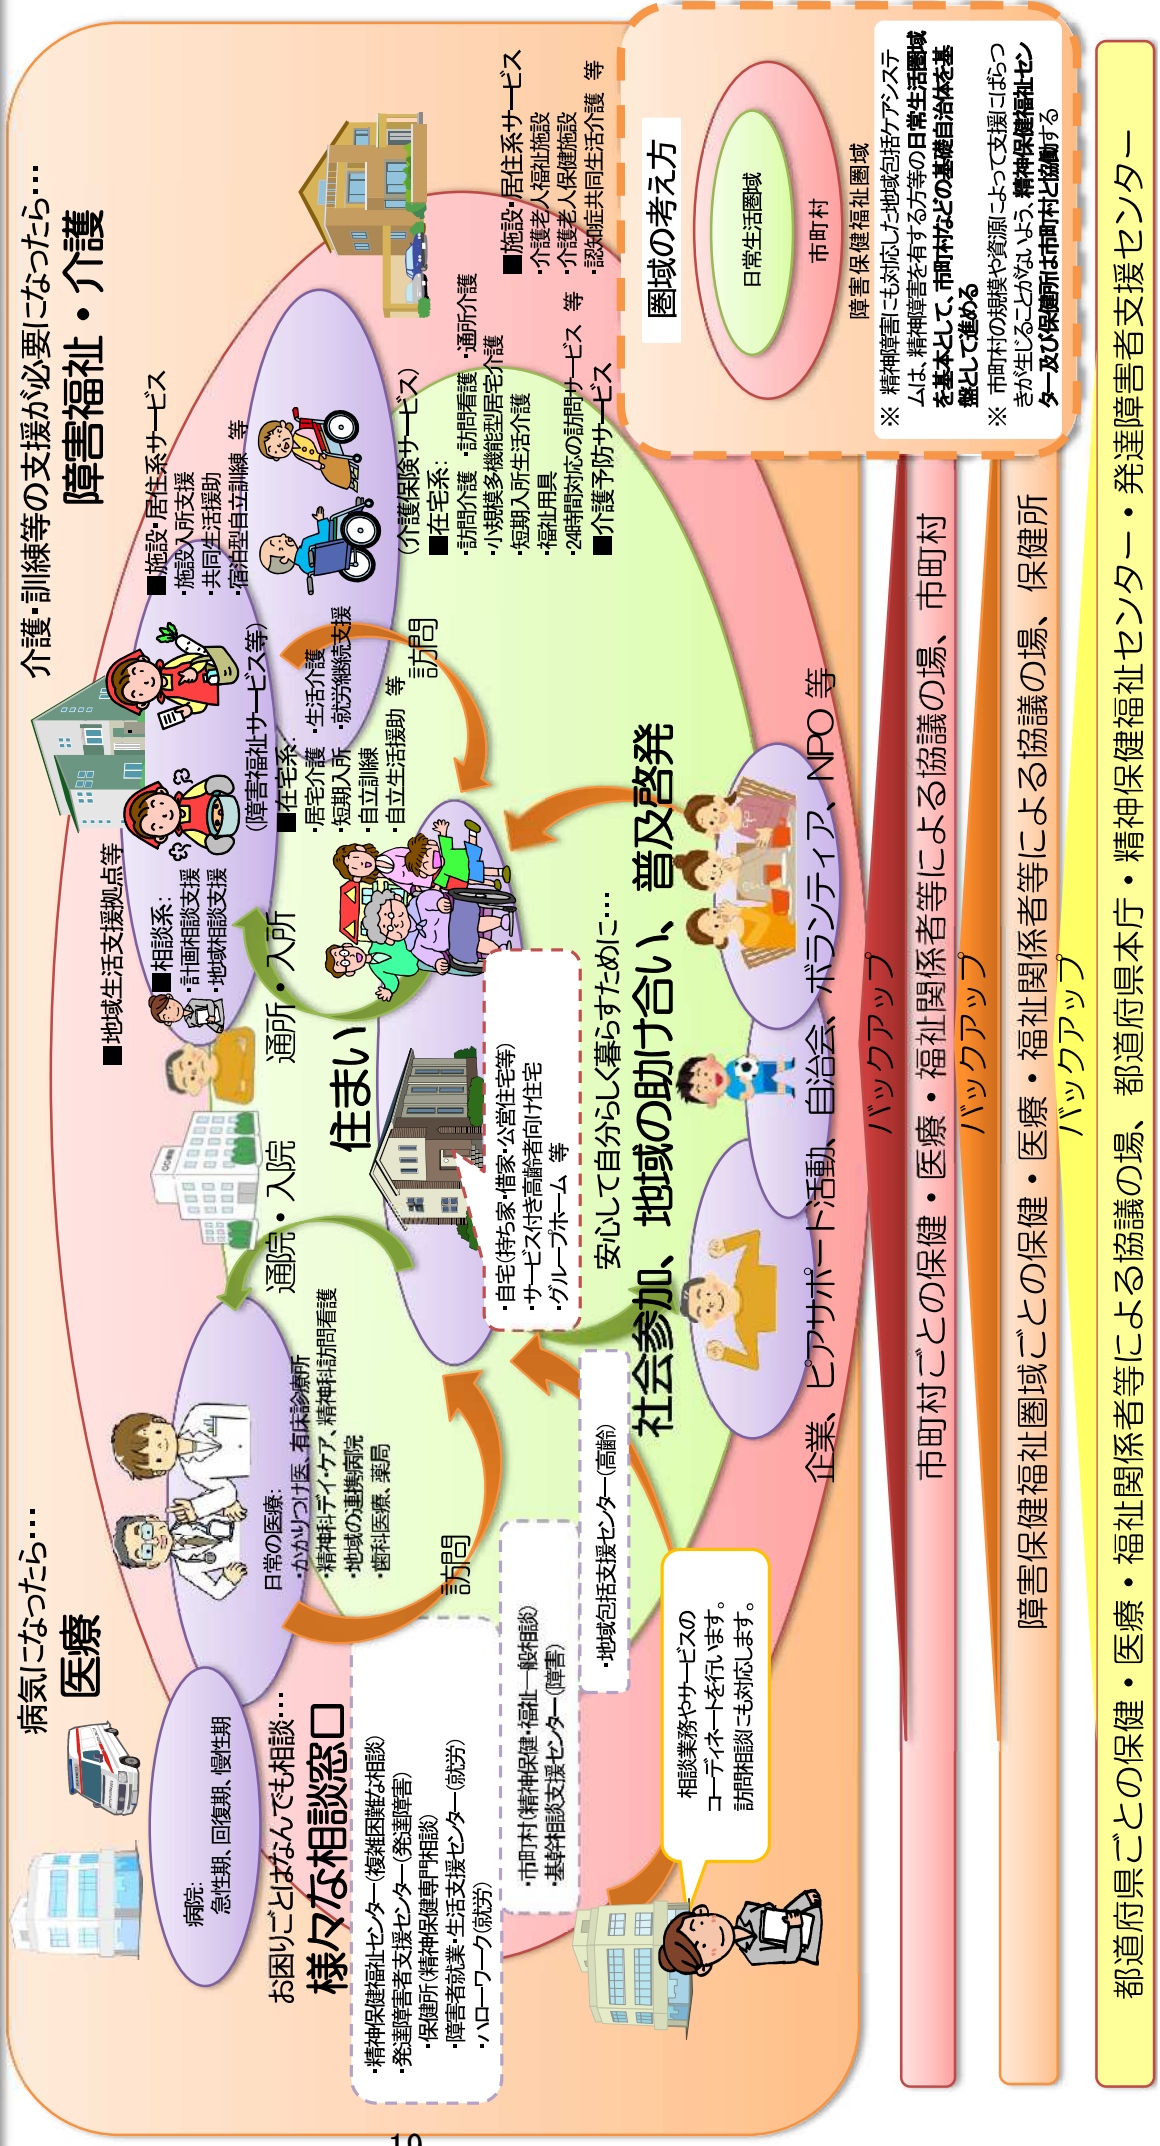 病気になったら…
医療
病院:
急性期、回復期、慢性期
日常の医療:
・かかりつけ医、有床診療所
・精神科デイ・ケア、精神科訪問看護
・地域の連携病院
・歯科医療、薬局
通院・入院
訪問
介護・訓練等の支援が必要になったら…
障害福祉・介護
■地域生活支援拠点等
■相談系:
・計画相談支援
・地域相談支援
通所・入所
■施設・居住系サービス
・施設入所支援
・共同生活援助
・宿泊型自立訓練 等
(障害福祉サービス等)
■在宅系:
・居宅介護 ・生活介護
・短期入所 ・就労継続支援
・自立訓練
・自立生活援助 等
訪問
(介護保険サービス)
■在宅系:
・訪問介護 ・訪問看護 ・通所介護
・小規模多機能型居宅介護
・短期入所生活介護
・福祉用具
・24時間対応の訪問サービス 等
■介護予防サービス
■施設・居住系サービス
・介護老人福祉施設
・介護老人保健施設
・認知症共同生活介護 等
住まい
・自宅(持ち家・借家・公営住宅等)
・サービス付き高齢者向け住宅
・グループホーム 等
お困りごとはなんでも相談…
様々な相談窓口
・精神保健福祉センター(複雑困難な相談)
・発達障害者支援センター(発達障害)
・保健所(精神保健専門相談)
・障害者就業・生活支援センター(就労)
・ハローワーク(就労)
・市町村(精神保健・福祉一般相談)
・基幹相談支援センター(障害)
・地域包括支援センター(高齢)
相談業務やサービスの
コーディネートを行います。
訪問相談にも対応します。
安心して自分らしく暮らすために…
社会参加、地域の助け合い、普及啓発
企業、ピアサポート活動、自治会、ボランティア、NPO 等
圏域の考え方
日常生活圏域
市町村
障害保健福祉圏域
※ 精神障害にも対応した地域包括ケアシステ
ムは、精神障害を有する方等の日常生活圏域
を基本として、市町村などの基礎自治体を基
盤として進める
※ 市町村の規模や資源によって支援にばらつ
きが生じることがないよう、精神保健福祉セン
ター及び保健所は市町村と協働する
バックアップ
市町村ごとの保健・医療・福祉関係者等による協議の場、市町村
バックアップ
障害保健福祉圏域ごとの保健・医療・福祉関係者等による協議の場、保健所
バックアップ
都道府県ごとの保健・医療・福祉関係者等による協議の場、都道府県本庁・精神保健福祉センター・発達障害者支援センター